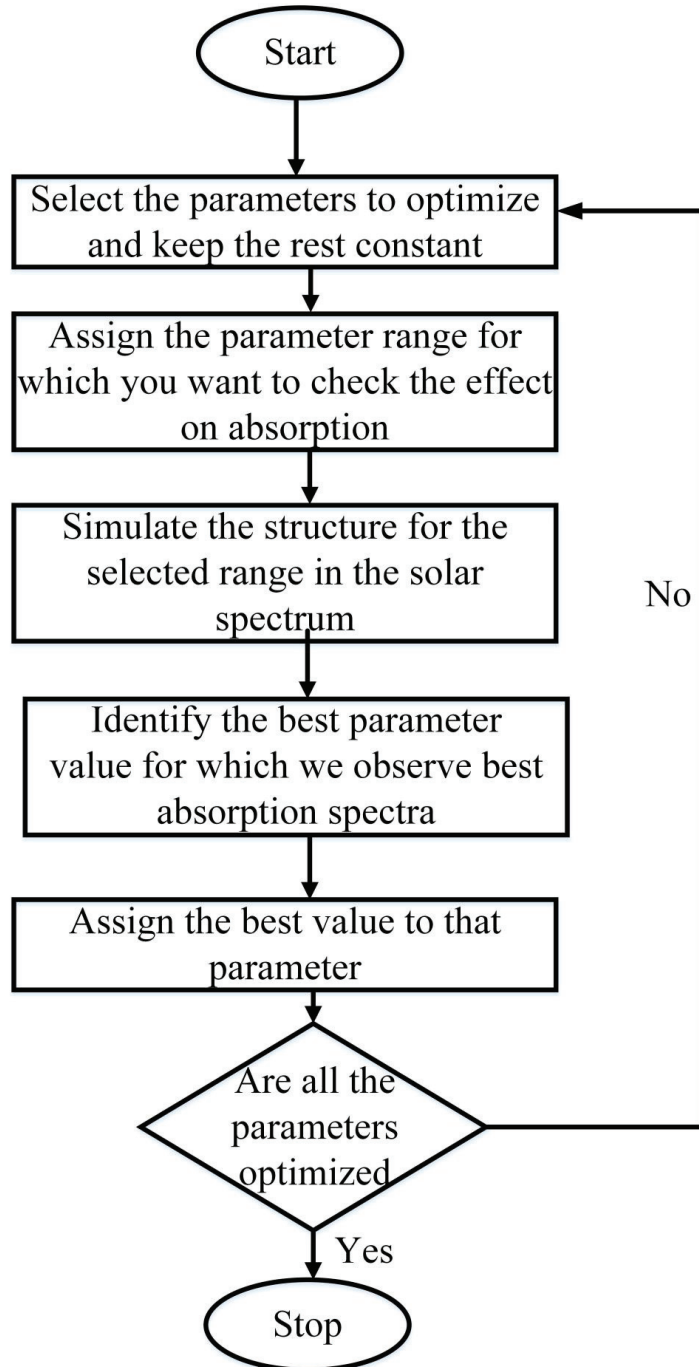 Start
Select the parameters to optimize
and keep the rest constant
Assign the parameter range for
which you want to check the effect
on absorption
Simulate the structure for the
selected range in the solar
spectrum
No
Identify the best parameter
value for which we observe best
absorption spectra
Assign the best value to that
parameter
Are all the
parameters
optimized
Yes
Stop